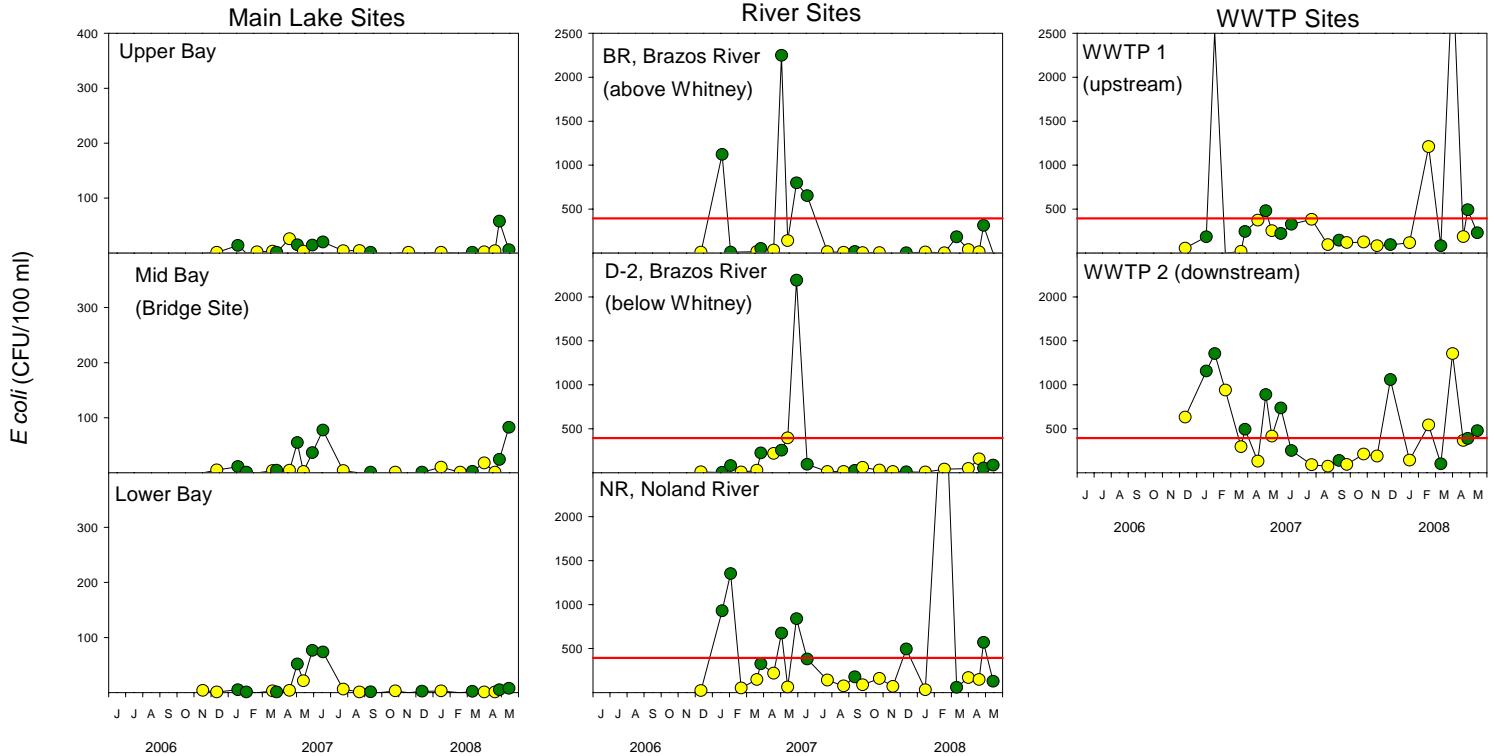 Main Lake Sites
River Sites
WWTP Sites
E coli (CFU/100 ml)
Upper Bay
400
300
200
100
Mid Bay
(Bridge Site)
300
200
100
Lower Bay
300
200
100
J J A S O N D J F M A M J J A S O N D J F M A M
2006 2007 2008
BR, Brazos River
(above Whitney)
2500
2000
1500
1000
500
D-2, Brazos River
(below Whitney)
2000
1500
1000
500
NR, Noland River
2000
1500
1000
500
J J A S O N D J F M A M J J A S O N D J F M A M
2006 2007 2008
WWTP 1
(upstream)
2500
2000
1500
1000
500
WWTP 2 (downstream)
2000
1500
1000
500
J J A S O N D J F M A M J J A S O N D J F M A M
2006 2007 2008